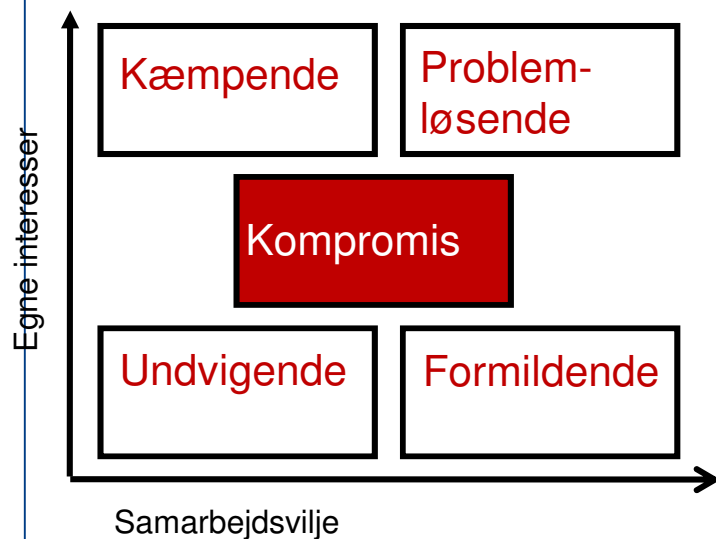 Kæmpende
Problem-
løsende
Kompromis
Undvigende
Formildende
Egne interesser
Samarbejdsvilje